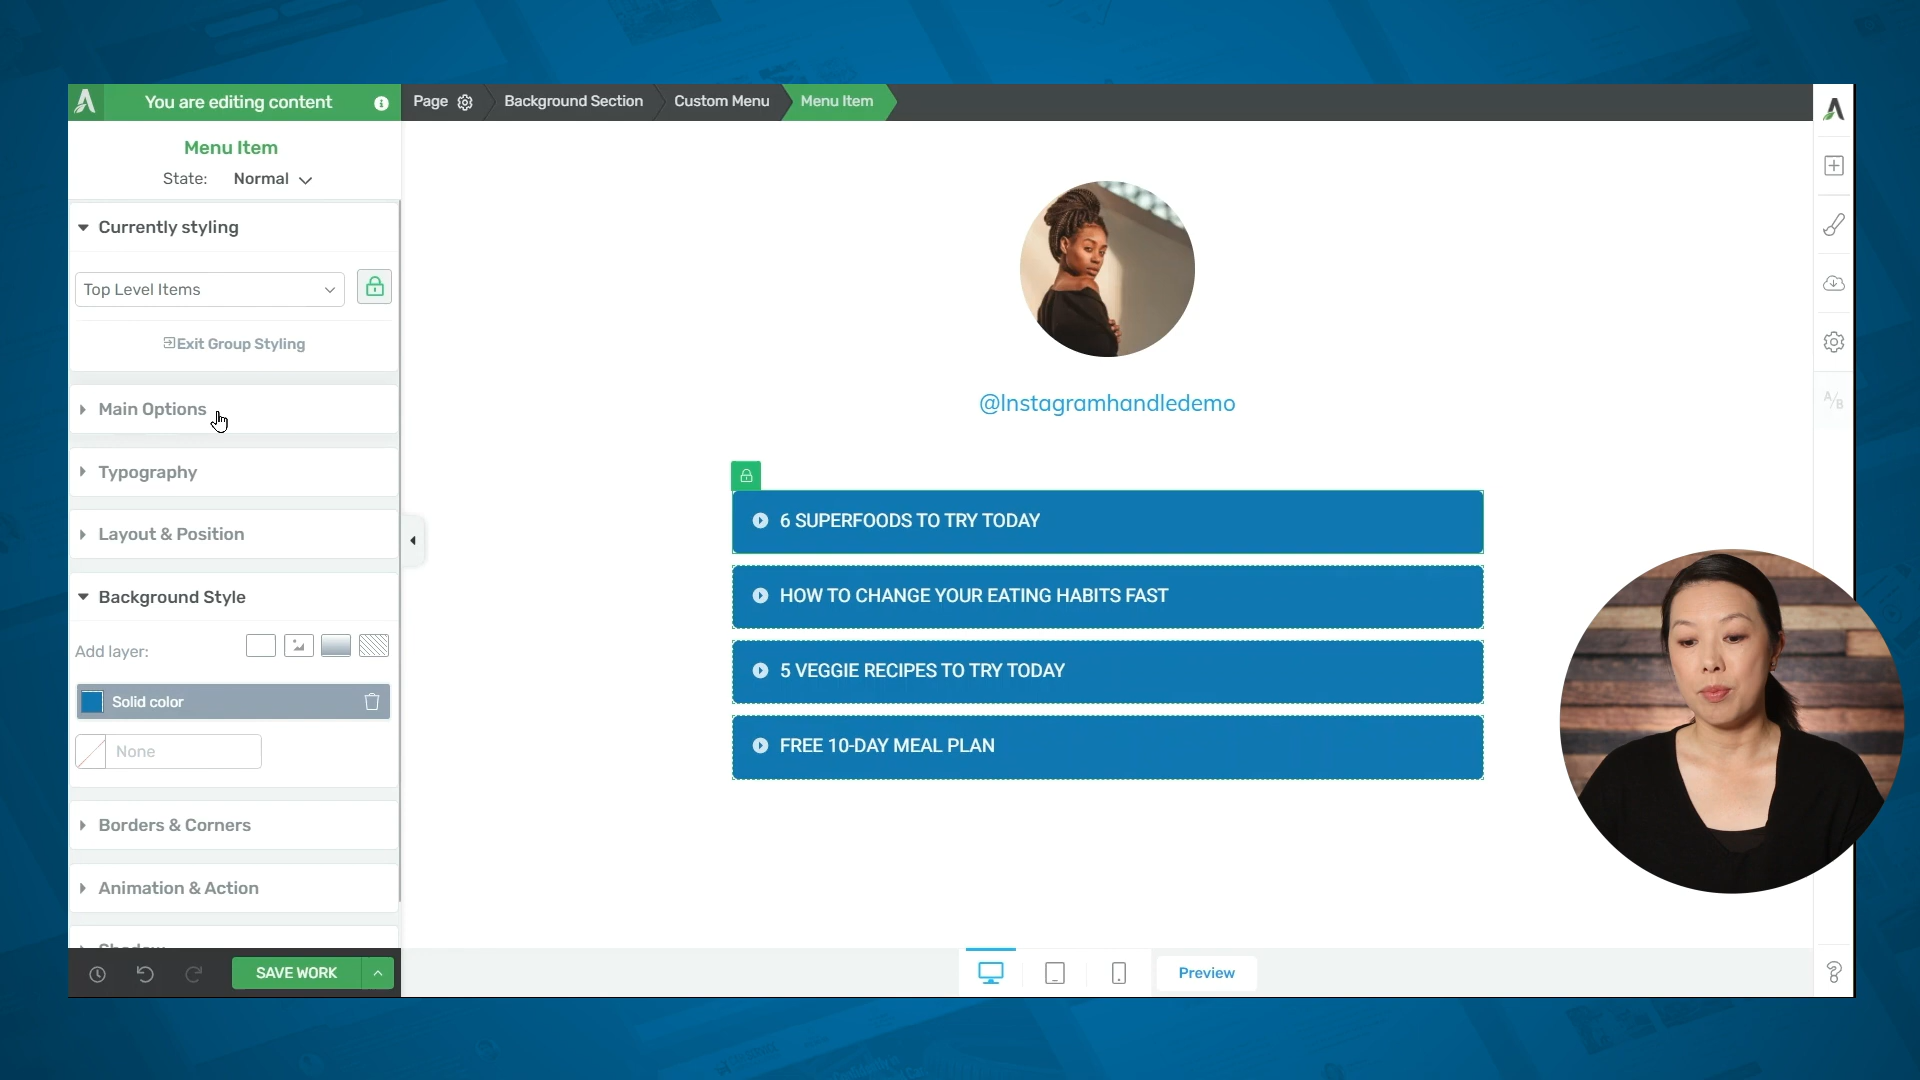 You are editing content
Page
Background Section
Custom Menu
Menu Item
Menu Item
State: Normal
Currently styling
Top Level Items
Exit Group Styling
Main Options
Typography
Layout & Position
Background Style
Add layer:
Solid color
None
Borders & Corners
Animation & Action
Shadow
SAVE WORK
@Instagramhandledemo
6 SUPERFOODS TO TRY TODAY
HOW TO CHANGE YOUR EATING HABITS FAST
5 VEGGIE RECIPES TO TRY TODAY
FREE 10-DAY MEAL PLAN
Preview
A/B